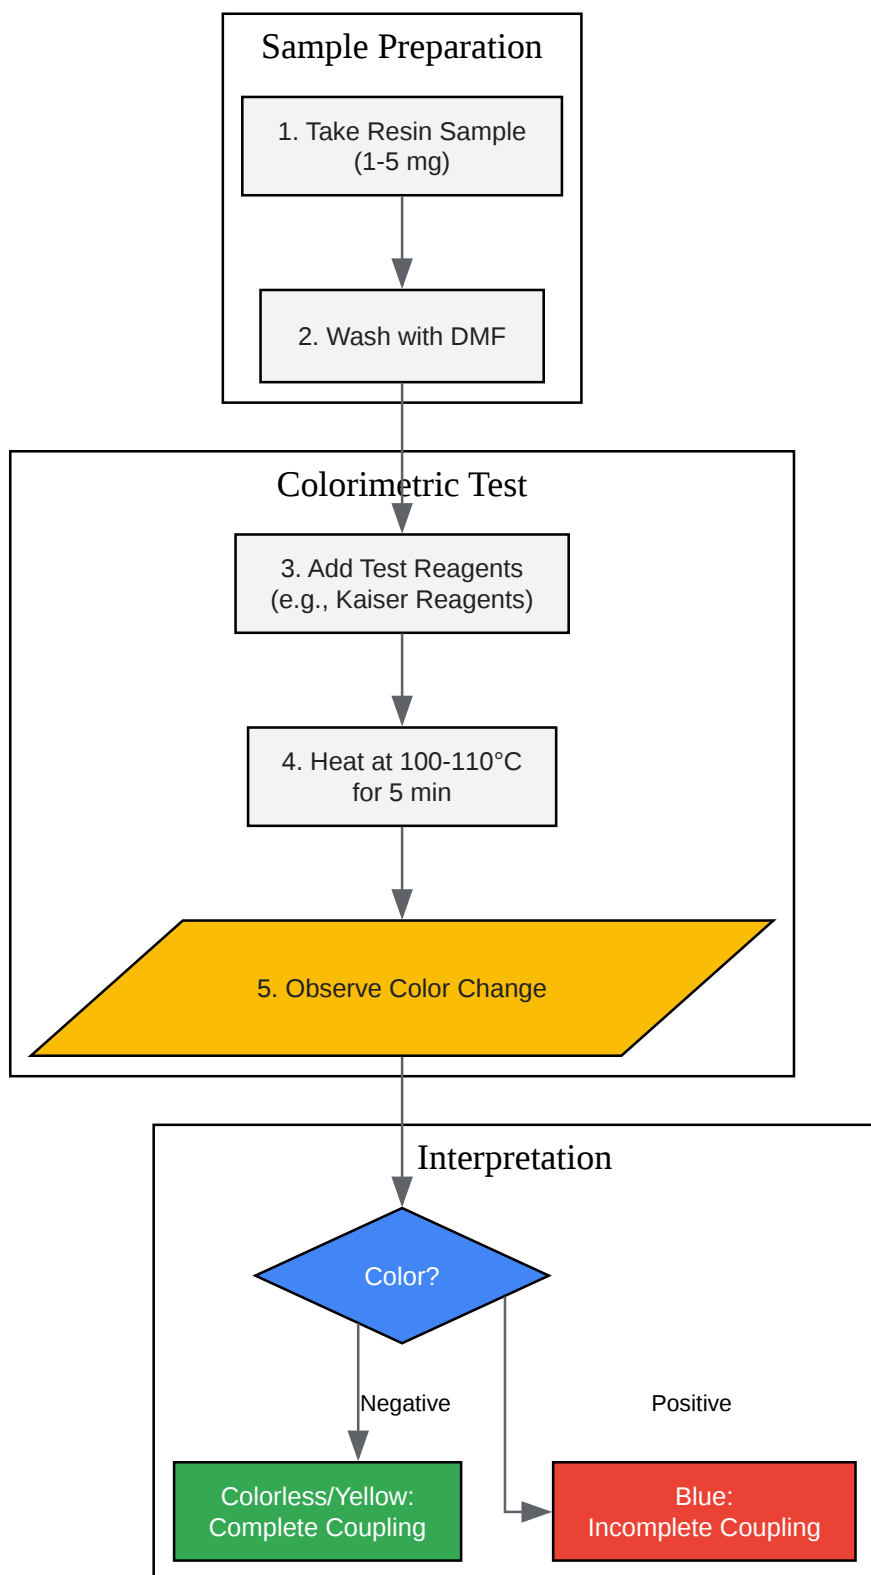 Sample Preparation
1. Take Resin Sample
(1-5 mg)
2. Wash with DMF
Colorimetric Test
3. Add Test Reagents
(e.g., Kaiser Reagents)
4. Heat at 100-110°C
for 5 min
5. Observe Color Change
Interpretation
Color?
Negative
Positive
Colorless/Yellow:
Complete Coupling
Blue:
Incomplete Coupling